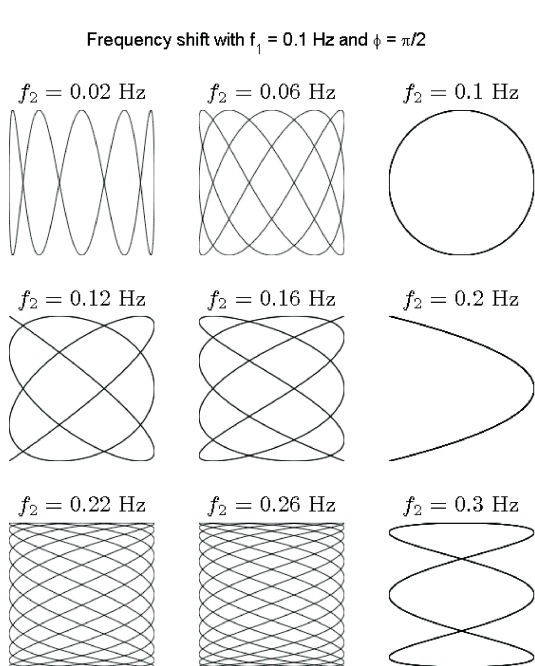 Frequency shift with f₁ = 0.1 Hz and ϕ = π/2
f₂ = 0.02 Hz
f₂ = 0.06 Hz
f₂ = 0.1 Hz
f₂ = 0.12 Hz
f₂ = 0.16 Hz
f₂ = 0.2 Hz
f₂ = 0.22 Hz
f₂ = 0.26 Hz
f₂ = 0.3 Hz